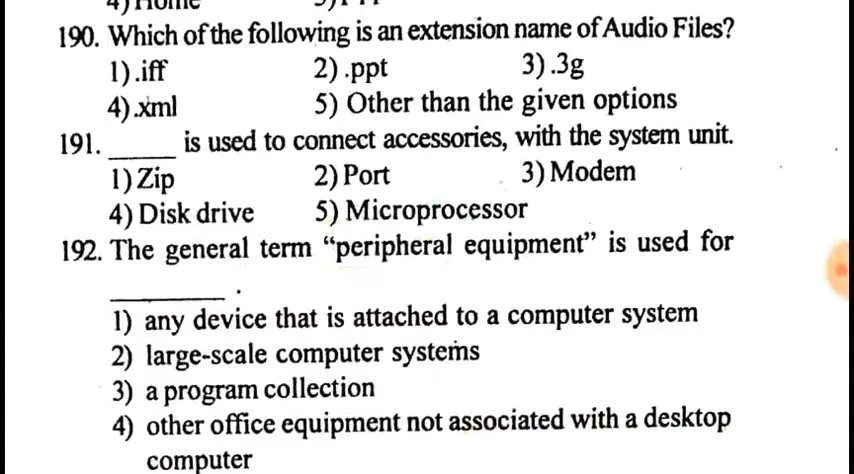 4) Home
190. Which of the following is an extension name of Audio Files?
1) .iff 2) .ppt 3) .3g
4) .xml 5) Other than the given options
191. _____ is used to connect accessories, with the system unit.
1) Zip 2) Port 3) Modem
4) Disk drive 5) Microprocessor
192. The general term “peripheral equipment” is used for
________ .
1) any device that is attached to a computer system
2) large-scale computer systems
3) a program collection
4) other office equipment not associated with a desktop
computer